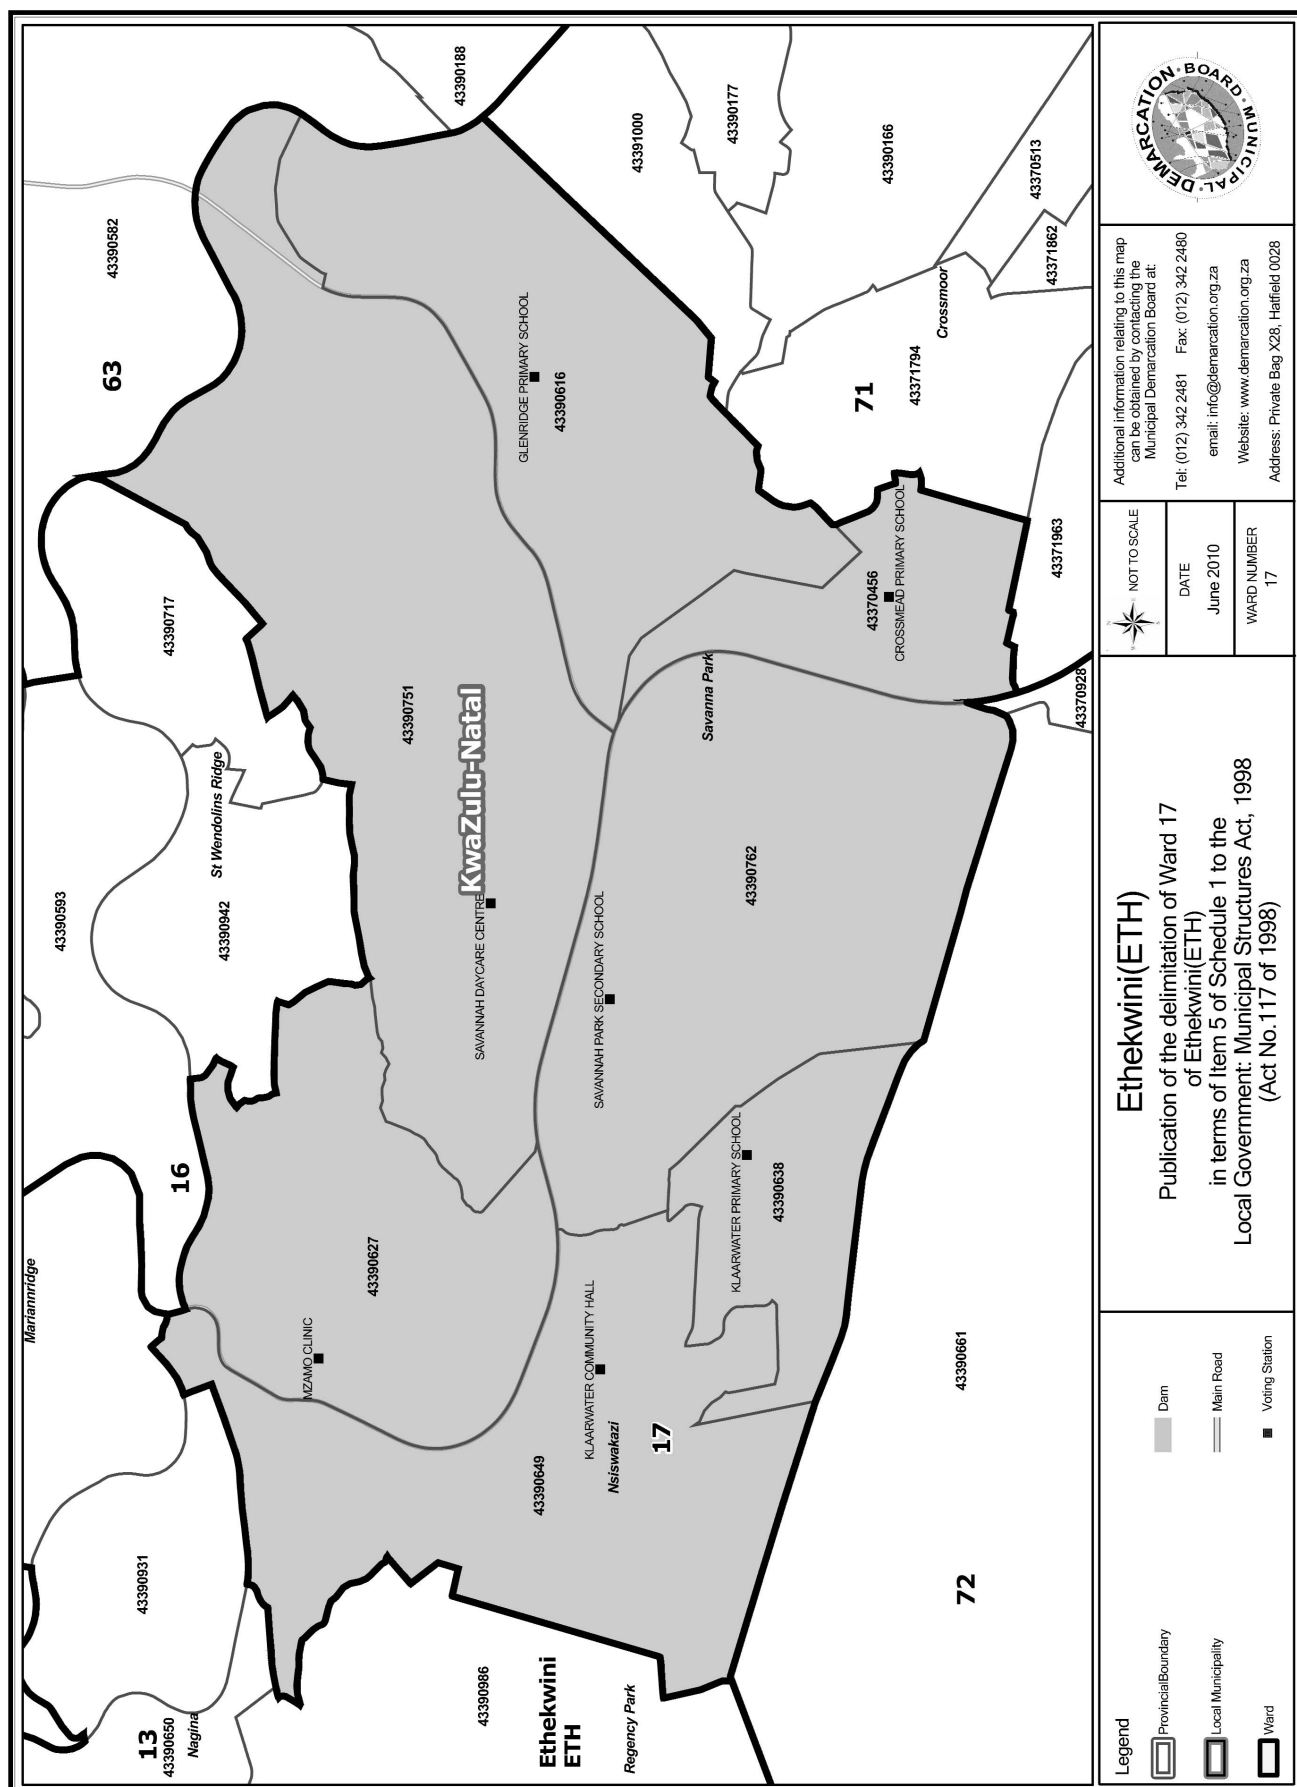 Mariannridge
43390593
43390582
63
43390188
43390931
16
43390717
St Wendolins Ridge
43390942
13
43390650
Nagina
43390627
MZAMO CLINIC
43390751
KwaZulu-Natal
SAVANNAH DAYCARE CENTRE
GLENRIDGE PRIMARY SCHOOL
43390616
43391000
43390177
43390166
43390986
Ethekwini
ETH
Regency Park
43390649
KLAARWATER COMMUNITY HALL
Nsiswakazi
17
SAVANNAH PARK SECONDARY SCHOOL
Savanna Park
KLAARWATER PRIMARY SCHOOL
43390638
43390762
43370456
CROSSMEAD PRIMARY SCHOOL
71
43371794
Crossmoor
43370513
43371862
43371963
43370928
43390661
72
Legend
ProvincialBoundary
Local Municipality
Ward
Dam
Main Road
Voting Station
Ethekwini(ETH)
Publication of the delimitation of Ward 17
of Ethekwini(ETH)
in terms of Item 5 of Schedule 1 to the
Local Government: Municipal Structures Act, 1998
(Act No.117 of 1998)
NOT TO SCALE
DATE
June 2010
WARD NUMBER
17
Additional information relating to this map
can be obtained by contacting the
Municipal Demarcation Board at:
Tel: (012) 342 2481 Fax: (012) 342 2480
email: info@demarcation.org.za
Website: www.demarcation.org.za
Address: Private Bag X28, Hatfield 0028
MUNICIPAL DEMARCATION BOARD